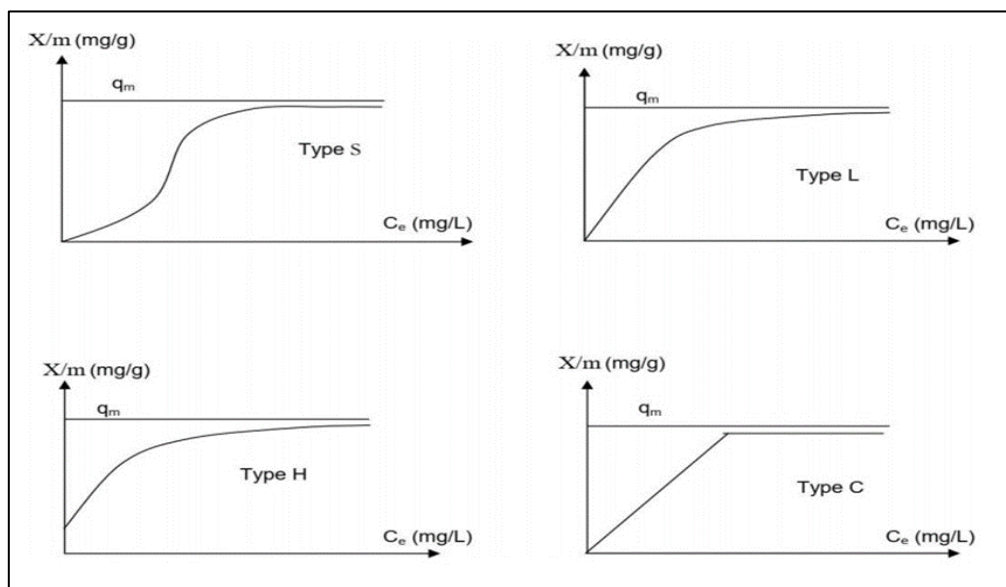 X/m (mg/g)
qₘ
Type S
Cₑ (mg/L)
X/m (mg/g)
qₘ
Type L
Cₑ (mg/L)
X/m (mg/g)
qₘ
Type H
Cₑ (mg/L)
X/m (mg/g)
qₘ
Type C
Cₑ (mg/L)